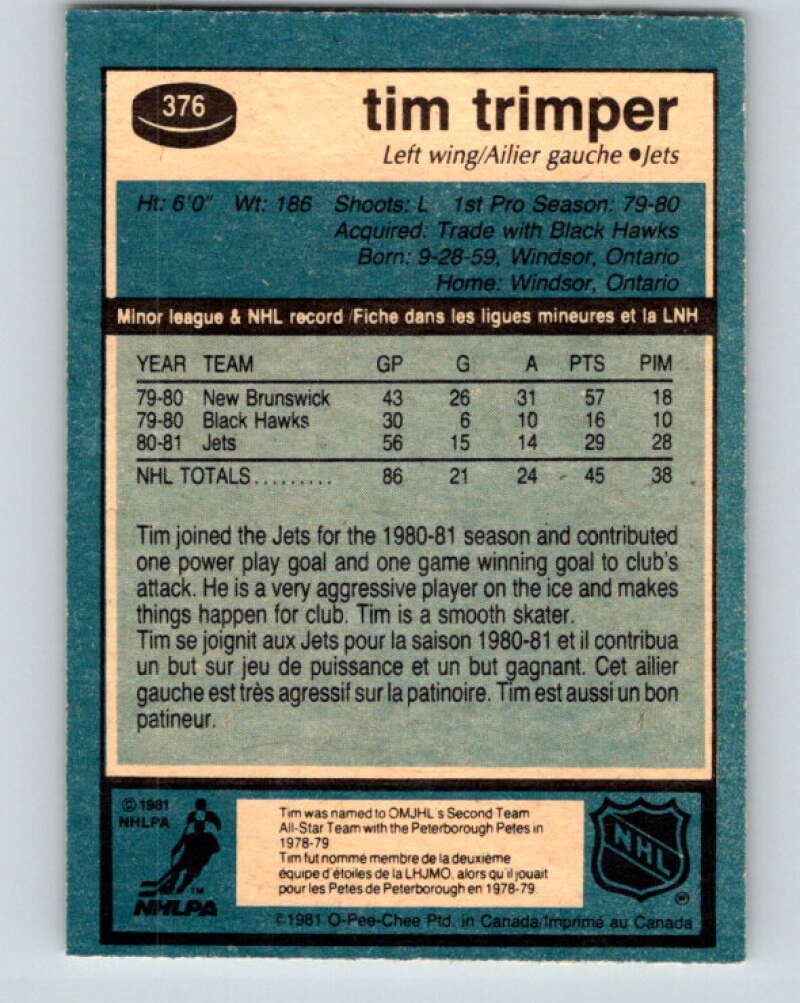 376
tim trimper
Left wing/Ailier gauche ●Jets
Ht: 6'0" Wt: 186 Shoots: L 1st Pro Season: 79-80
Acquired: Trade with Black Hawks
Born: 9-28-59, Windsor, Ontario
Home: Windsor, Ontario
Minor league & NHL record/Fiche dans les ligues mineures et la LNH
YEAR TEAM GP G A PTS PIM
79-80 New Brunswick 43 26 31 57 18
79-80 Black Hawks 30 6 10 16 10
80-81 Jets 56 15 14 29 28
NHL TOTALS......... 86 21 24 45 38
Tim joined the Jets for the 1980-81 season and contributed
one power play goal and one game winning goal to club's
attack. He is a very aggressive player on the ice and makes
things happen for club. Tim is a smooth skater.
Tim se joignit aux Jets pour la saison 1980-81 et il contribua
un but sur jeu de puissance et un but gagnant. Cet ailier
gauche est très agressif sur la patinoire. Tim est aussi un bon
patineur.
© 1981
NHLPA
TM
NHLPA
Tim was named to OMJHL's Second Team
All-Star Team with the Peterborough Petes in
1978-79
Tim fut nommé membre de la deuxième
équipe d'étoiles de la LHJMO, alors qu'il jouait
pour les Petes de Peterborough en 1978-79
NHL
©1981 O-Pee-Chee Ptd. in Canada/Imprimé au Canada